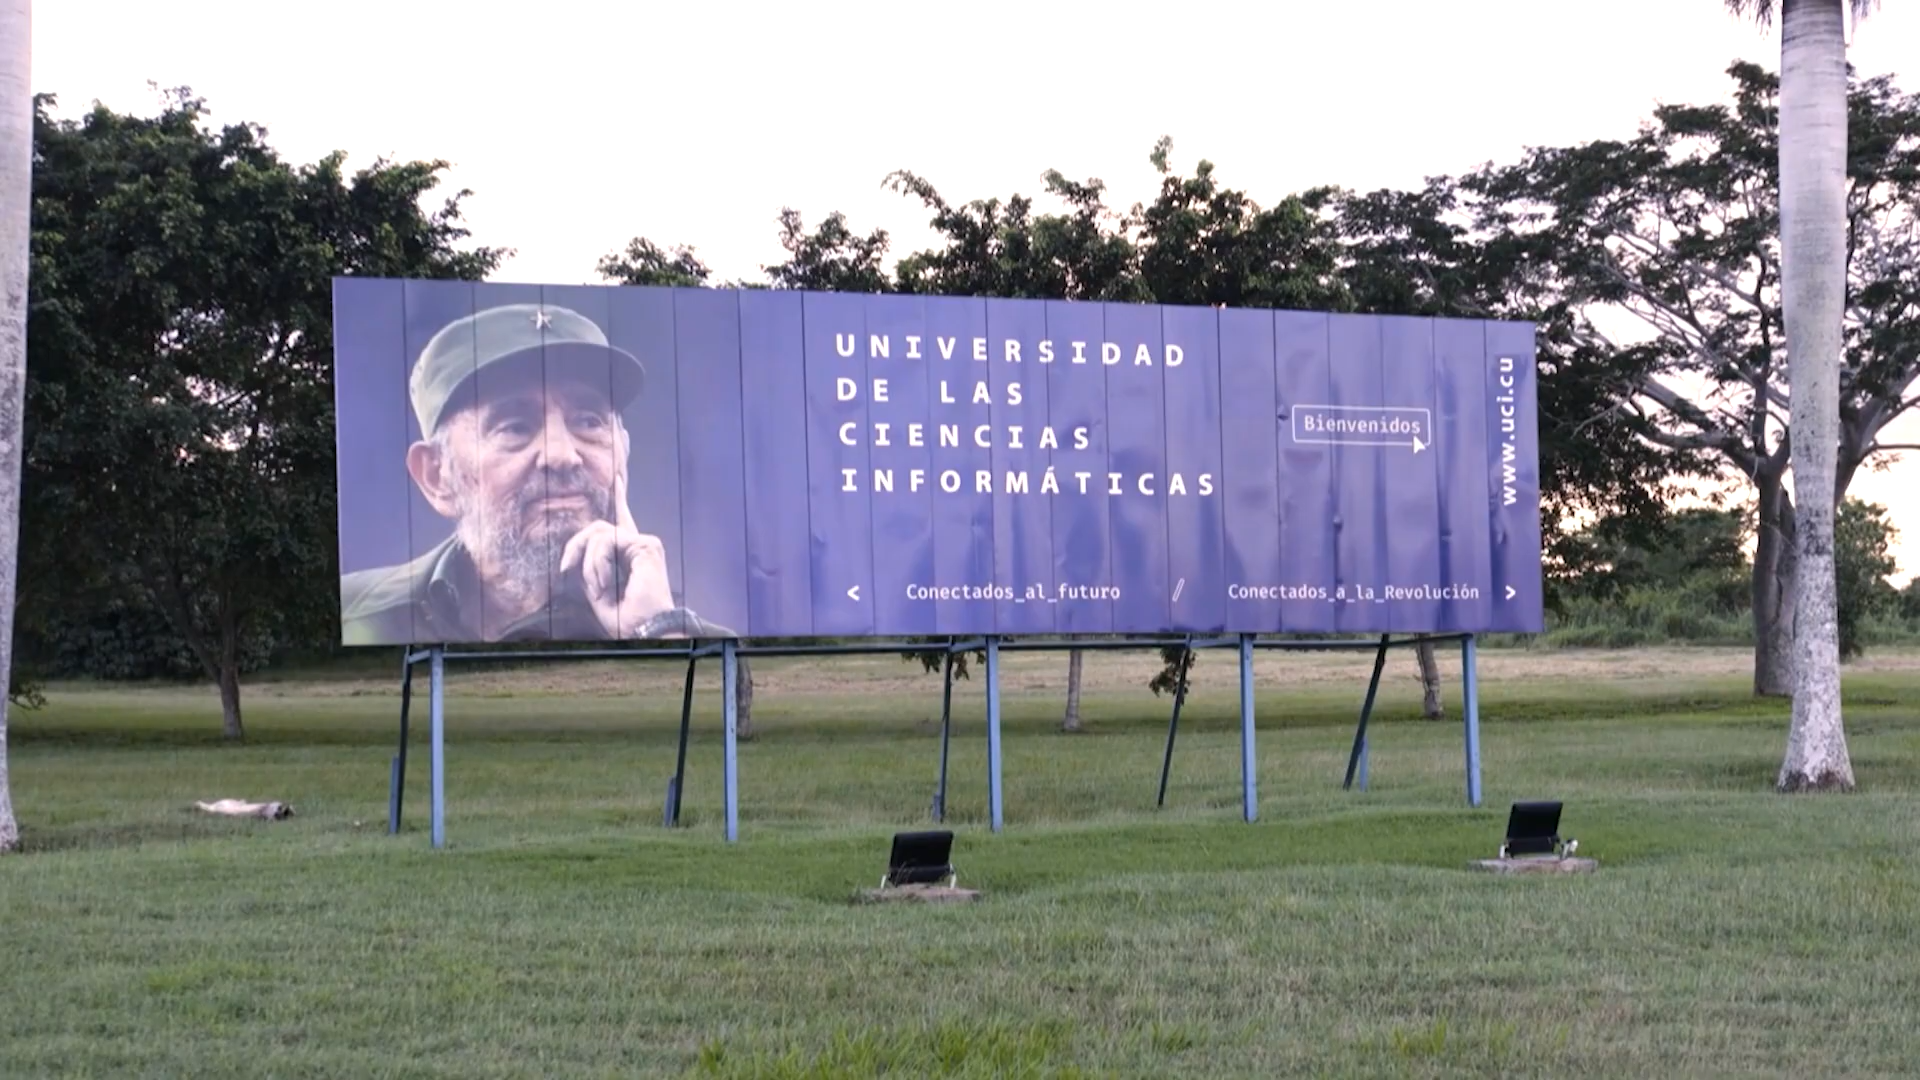 UNIVERSIDAD
DE LAS
CIENCIAS
INFORMÁTICAS
Bienvenidos
www.uci.cu
< Conectados_al_futuro / Conectados_a_la_Revolución >